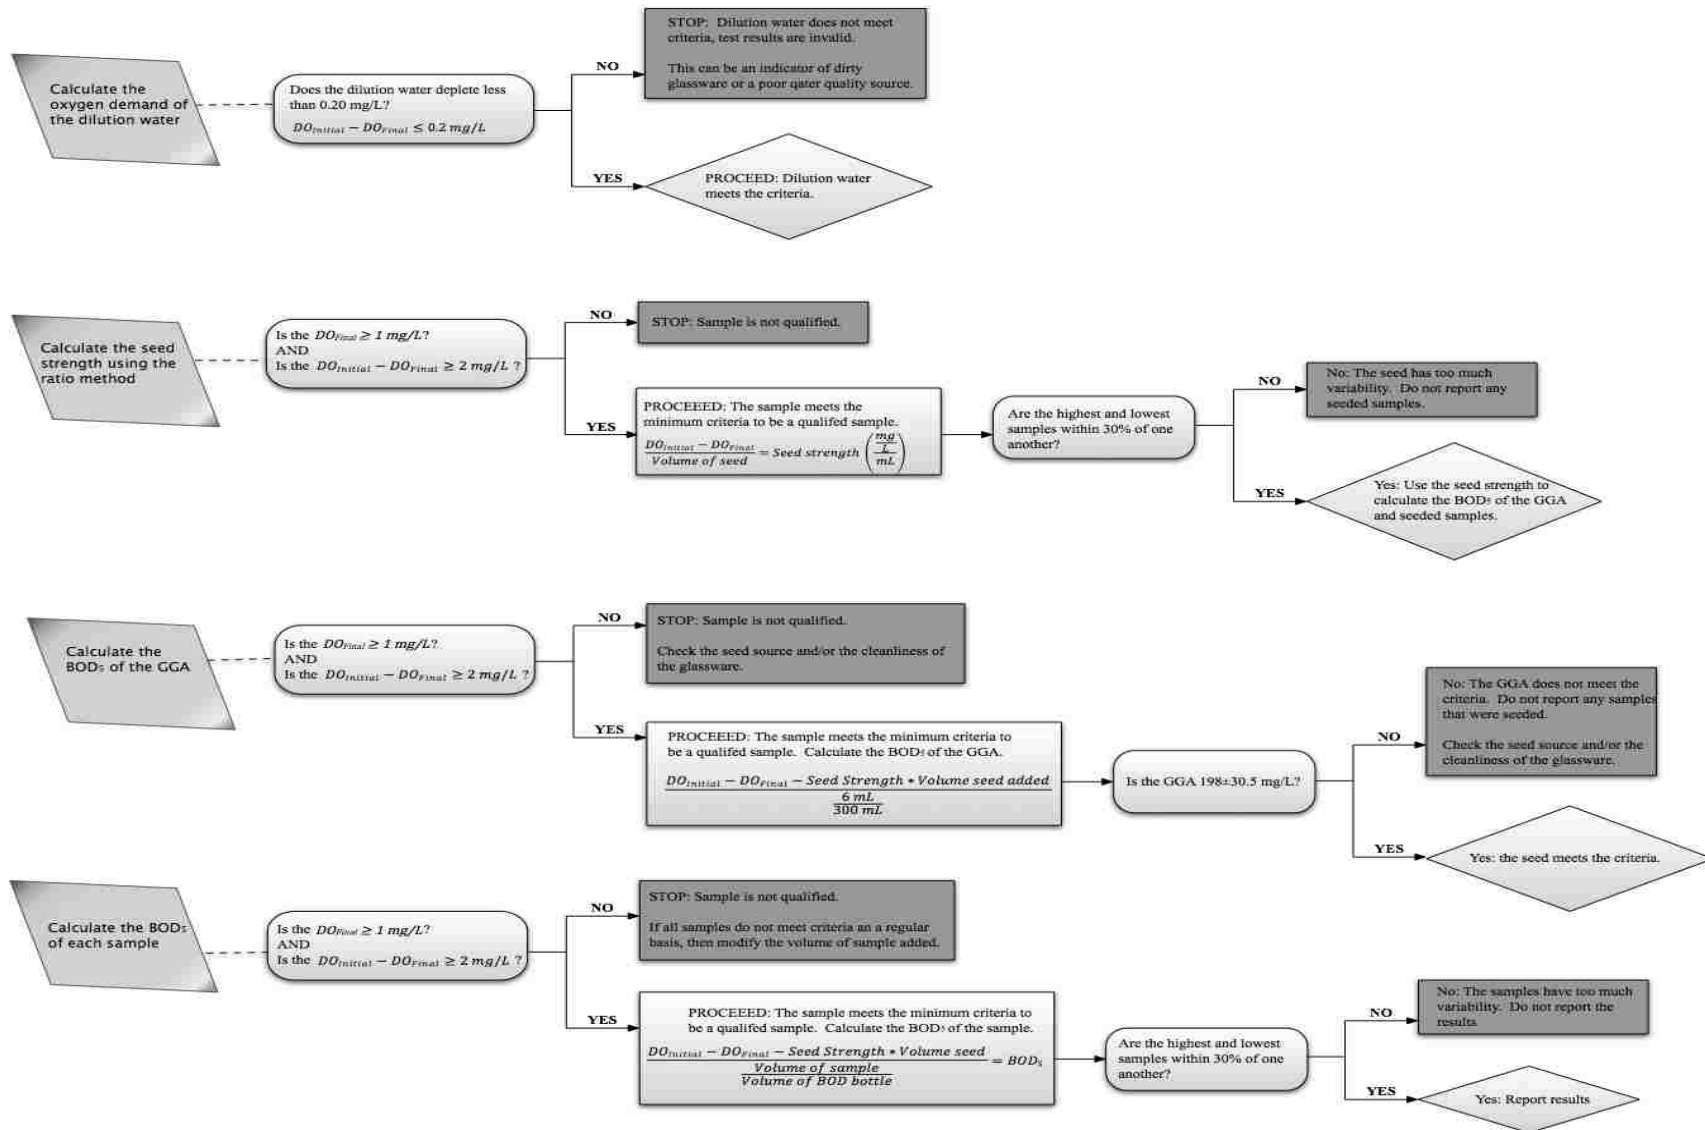 Calculate the
oxygen demand of
the dilution water
Does the dilution water deplete less
than 0.20 mg/L?
DO_Initial − DO_Final ≤ 0.2 mg/L
NO
STOP: Dilution water does not meet
criteria, test results are invalid.
This can be an indicator of dirty
glassware or a poor qater quality source.
YES
PROCEED: Dilution water
meets the criteria.
Calculate the seed
strength using the
ratio method
Is the DO_Final ≥ 1 mg/L?
AND
Is the DO_Initial − DO_Final ≥ 2 mg/L ?
NO
STOP: Sample is not qualified.
YES
PROCEEED: The sample meets the
minimum criteria to be a qualifed sample.
DO_Initial − DO_Final
Volume of seed
= Seed strength (
mg
L
mL
)
Are the highest and lowest
samples within 30% of one
another?
NO
No: The seed has too much
variability. Do not report any
seeded samples.
YES
Yes: Use the seed strength to
calculate the BOD₅ of the GGA
and seeded samples.
Calculate the
BOD₅ of the GGA
Is the DO_Final ≥ 1 mg/L?
AND
Is the DO_Initial − DO_Final ≥ 2 mg/L ?
NO
STOP: Sample is not qualified.
Check the seed source and/or the cleanliness of
the glassware.
YES
PROCEEED: The sample meets the minimum criteria to
be a qualifed sample. Calculate the BOD₅ of the GGA.
DO_Initial − DO_Final − Seed Strength * Volume seed added
6 mL
300 mL
Is the GGA 198±30.5 mg/L?
NO
No: The GGA does not meet the
criteria. Do not report any samples
that were seeded.
Check the seed source and/or the
cleanliness of the glassware.
YES
Yes: the seed meets the criteria.
Calculate the BOD₅
of each sample
Is the DO_Final ≥ 1 mg/L?
AND
Is the DO_Initial − DO_Final ≥ 2 mg/L ?
NO
STOP: Sample is not qualified.
If all samples do not meet criteria an a regular
basis, then modify the volume of sample added.
YES
PROCEEED: The sample meets the minimum criteria to
be a qualifed sample. Calculate the BOD₅ of the sample.
DO_Initial − DO_Final − Seed Strength * Volume seed
Volume of sample
Volume of BOD bottle
= BOD₅
Are the highest and lowest
samples within 30% of one
another?
NO
No: The samples have too much
variability. Do not report the
results
YES
Yes: Report results